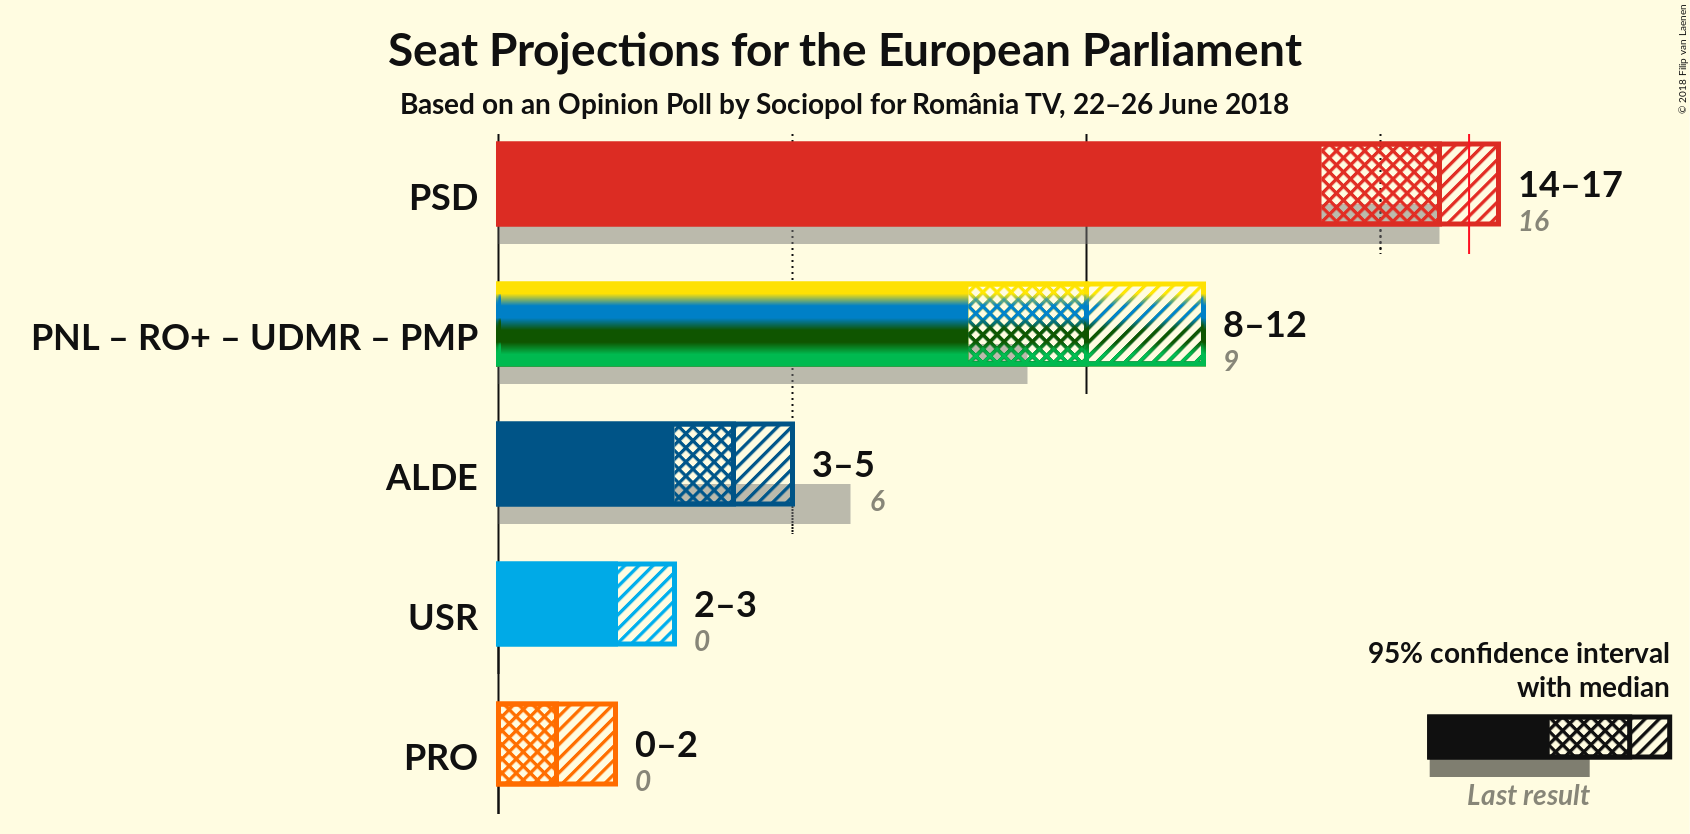 Seat Projections for the European Parliament
Based on an Opinion Poll by Sociopol for România TV, 22–26 June 2018
© 2018 Filip van Laenen
PSD
14–17
16
PNL – RO+ – UDMR – PMP
8–12
9
ALDE
3–5
6
USR
2–3
0
PRO
0–2
0
95% confidence interval
with median
Last result